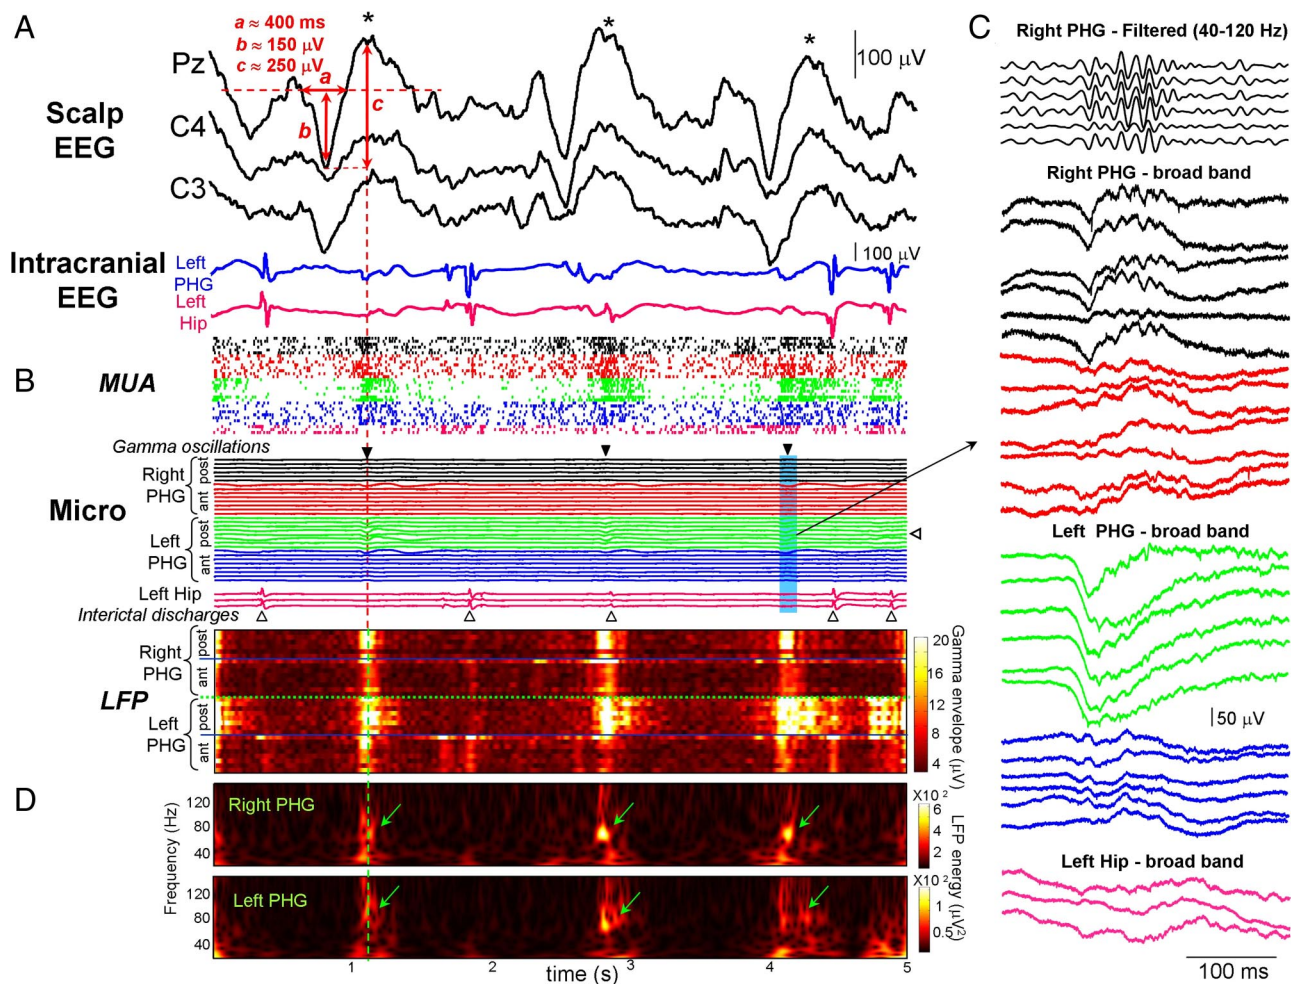 A
a ≈ 400 ms
b ≈ 150 μV
c ≈ 250 μV
* * *
100 μV
Pz
a
b
c
Scalp
EEG
C4
C3
100 μV
Intracranial
EEG
Left
PHG
Left
Hip
B
MUA
Gamma oscillations
Right
PHG
post
ant
Micro
Left
PHG
post
ant
Left Hip
Interictal discharges
Right
PHG
post
ant
LFP
Left
PHG
post
ant
20
16
12
8
4
Gamma envelope (μV)
D
Frequency (Hz)
120
80
40
Right PHG
X10 2
6
4
2
120
80
40
Left PHG
X10 2
1
0.5
LFP energy (μV2)
1 2 3 4 5
time (s)
C
Right PHG - Filtered (40-120 Hz)
Right PHG - broad band
Left PHG - broad band
50 μV
Left Hip - broad band
100 ms